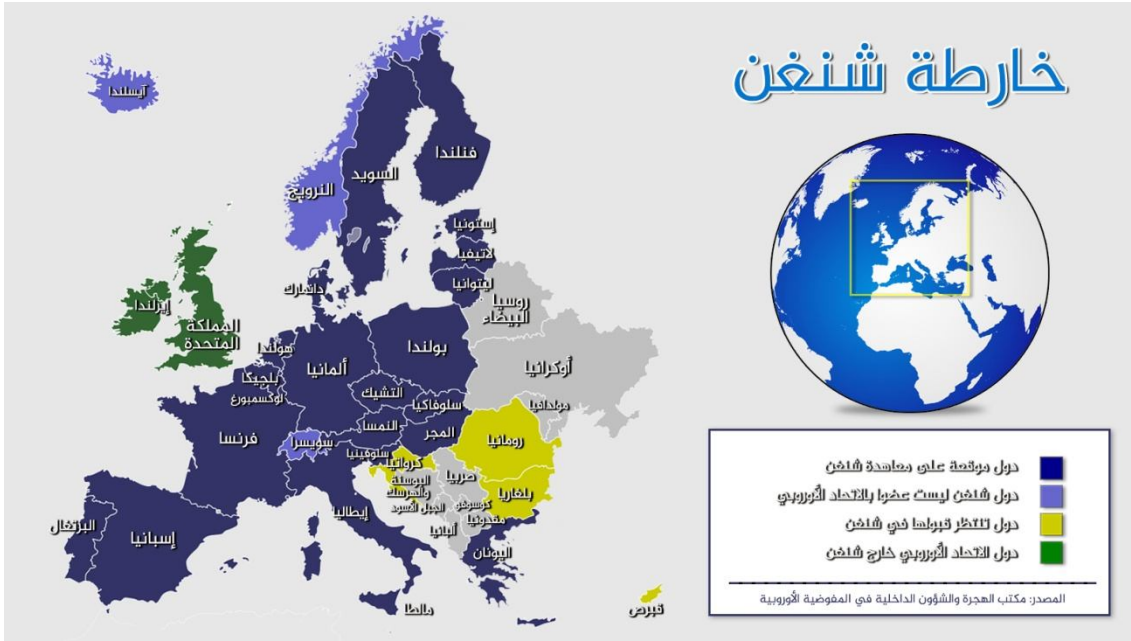 خارطة شنغن
آيسلندا
فنلندا
السويد
النرويج
إستونيا
لاتيفيا
ليتوانيا
دانمارك
روسيا
البيضاء
إيرلندا
المملكة
المتحدة
هولندا
بولندا
ألمانيا
أوكرانيا
بلجيكا
لوكسمبورغ
التشيك
سلوفاكيا
مولدافيا
النمسا
المجر
فرنسا
سويسرا
رومانيا
سلوفينيا
كرواتيا
البوسنة
والهرسك
صربيا
بلغاريا
كوسوفو
الجبل الأسود
مقدونيا
ألبانيا
إيطاليا
البرتغال
إسبانيا
اليونان
مالطا
قبرص
دول موقعة على معاهدة شنغن
دول شنغن ليست عضوا بالاتحاد الأوروبي
دول تنتظر قبولها في شنغن
دول الاتحاد الأوروبي خارج شنغن
المصدر: مكتب الهجرة والشؤون الداخلية في المفوضية الأوروبية